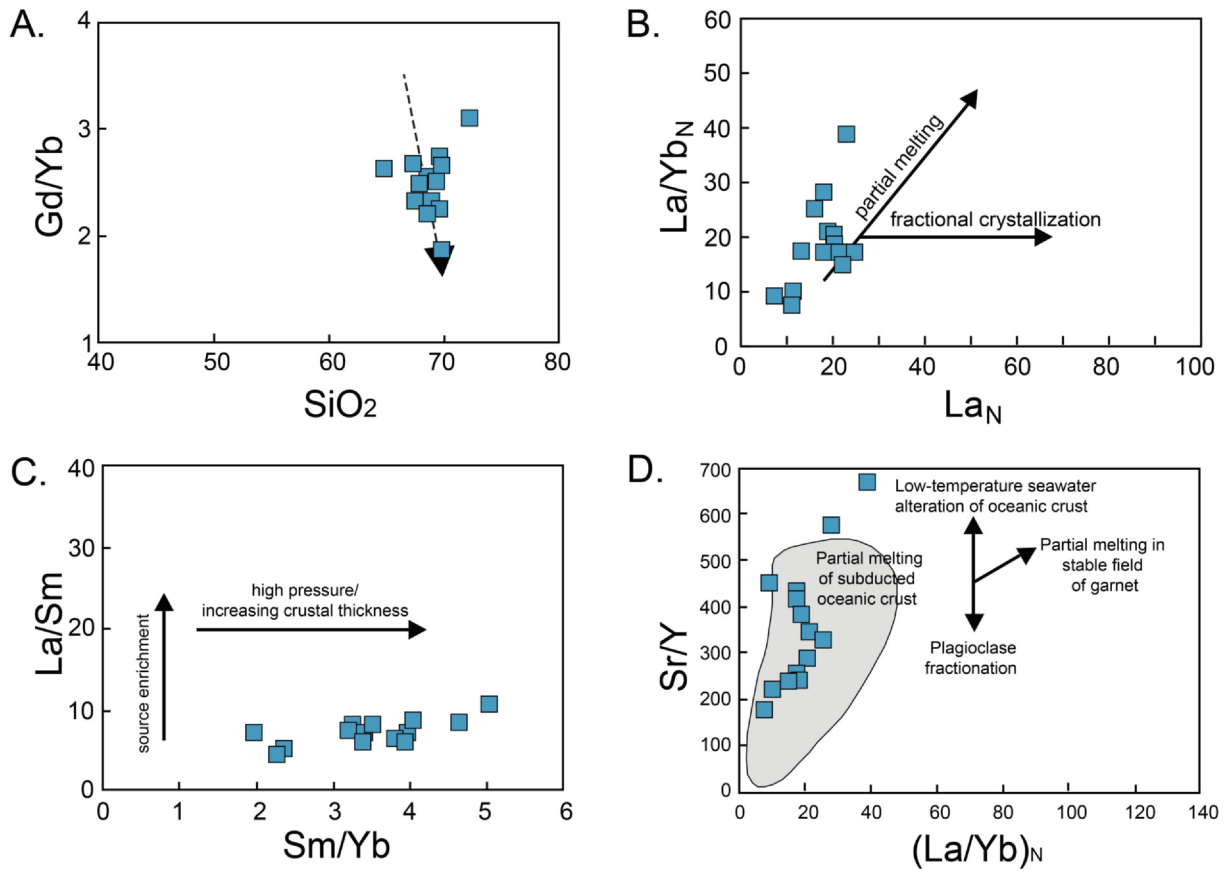 A.
4
3
2
1
Gd/Yb
40
50
60
70
80
SiO₂
B.
60
50
40
30
20
10
0
La/YbN
partial melting
fractional crystallization
0
20
40
60
80
100
LaN
C.
40
30
20
10
0
La/Sm
source enrichment
high pressure/
increasing crustal thickness
0
1
2
3
4
5
6
Sm/Yb
D.
700
600
500
400
300
200
100
0
Sr/Y
Low-temperature seawater
alteration of oceanic crust
Partial melting
of subducted
oceanic crust
Partial melting in
stable field
of garnet
Plagioclase
fractionation
0
20
40
60
80
100
120
140
(La/Yb)N